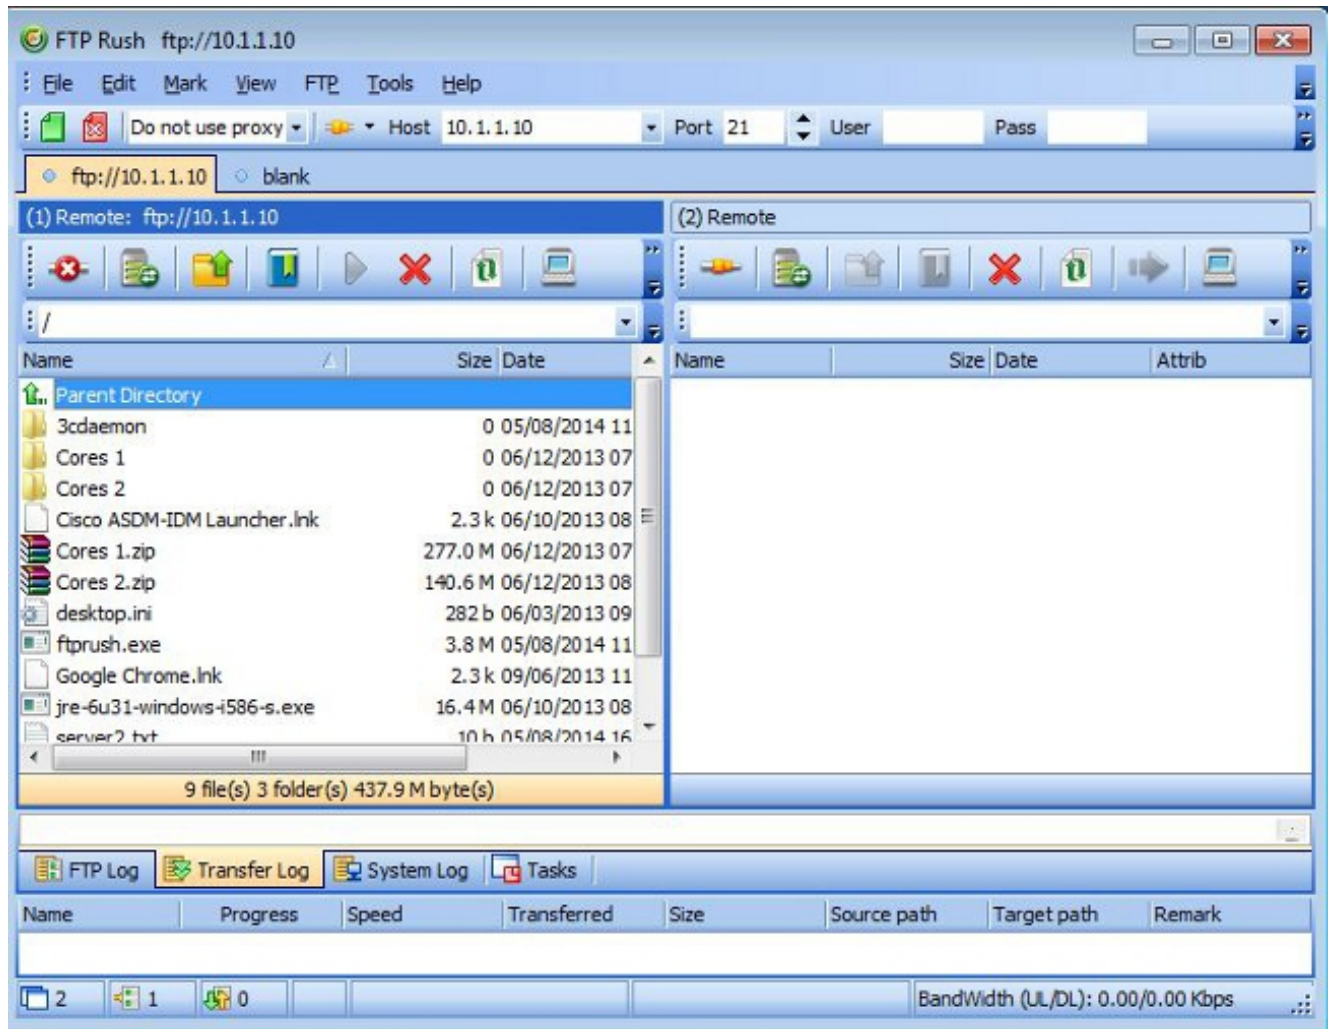 FTP Rush ftp://10.1.1.10
File Edit Mark View FTP Tools Help
Do not use proxy Host 10.1.1.10 Port 21 User Pass
ftp://10.1.1.10 blank
(1) Remote: ftp://10.1.1.10 (2) Remote
/
Name Size Date Name Size Date Attrib
Parent Directory
3cdaemon 0 05/08/2014 11
Cores 1 0 06/12/2013 07
Cores 2 0 06/12/2013 07
Cisco ASDM-IDM Launcher.lnk 2.3 k 06/10/2013 08
Cores 1.zip 277.0 M 06/12/2013 07
Cores 2.zip 140.6 M 06/12/2013 08
desktop.ini 282 b 06/03/2013 09
ftprush.exe 3.8 M 05/08/2014 11
Google Chrome.lnk 2.3 k 09/06/2013 11
jre-6u31-windows-i586-s.exe 16.4 M 06/10/2013 08
server2.txt 10 b 05/08/2014 16
9 file(s) 3 folder(s) 437.9 M byte(s)
FTP Log Transfer Log System Log Tasks
Name Progress Speed Transferred Size Source path Target path Remark
2 1 0 BandWidth (UL/DL): 0.00/0.00 Kbps